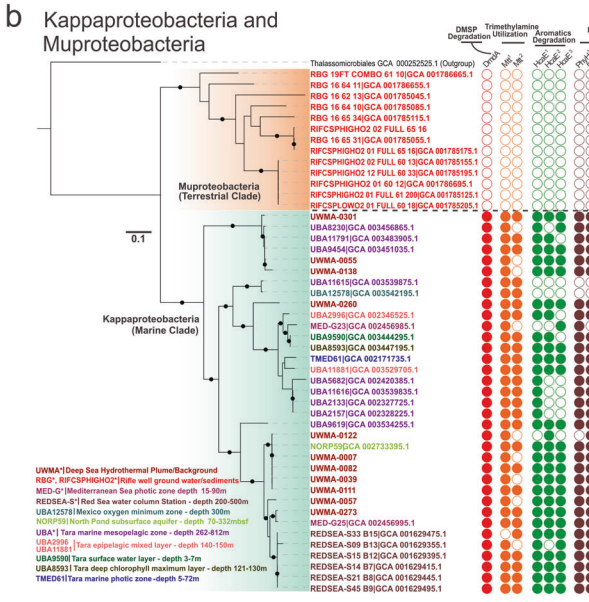 b Kappaproteobacteria and
Muproteobacteria
DMSP
Degradation
Trimethylamine
Utilization
Aromatics
Degradation
DmdA
Mttl
Mtt²
HcaE¹
HcaE²
HcaE³
Thalassomicrobiales GCA 000252525.1 (Outgroup)
RBG 19FT COMBO 61 10|GCA 001786665.1
RBG 16 64 11|GCA 001786655.1
RBG 16 62 13|GCA 001785045.1
RBG 16 64 10|GCA 001785085.1
RBG 16 65 34|GCA 001785115.1
RIFCSPHIGHO2 02 FULL 65 16
RBG 16 65 31|GCA 001785055.1
RIFCSPHIGHO2 01 FULL 65 16|GCA 001785175.1
RIFCSPHIGHO2 02 FULL 60 13|GCA 001785155.1
RIFCSPHIGHO2 12 FULL 60 33|GCA 001785195.1
RIFCSPHIGHO2 01 60 12|GCA 001786695.1
RIFCSPHIGHO2 01 FULL 61 200|GCA 001785125.1
RIFCSPLOWO2 01 FULL 60 18|GCA 001785205.1
Muproteobacteria
(Terrestrial Clade)
0.1
Kappaproteobacteria
(Marine Clade)
UWMA-0301
UBA8230|GCA 003456865.1
UBA11791|GCA 003483905.1
UBA9454|GCA 003451035.1
UWMA-0055
UWMA-0138
UBA11615|GCA 003539875.1
UBA12578|GCA 003542195.1
UWMA-0260
UBA2996|GCA 002346525.1
MED-G23|GCA 002456985.1
UBA9590|GCA 003444295.1
UBA8593|GCA 003447195.1
TMED61|GCA 002171735.1
UBA11881|GCA 003529705.1
UBA5682|GCA 002420385.1
UBA11616|GCA 003539835.1
UBA2133|GCA 002327725.1
UBA2157|GCA 002328225.1
UBA9619|GCA 003534255.1
UWMA-0122
NORP59|GCA 002733395.1
UWMA-0007
UWMA-0082
UWMA-0039
UWMA-0111
UWMA-0057
UWMA-0273
MED-G25|GCA 002456995.1
REDSEA-S33 B15|GCA 001629475.1
REDSEA-S09 B13|GCA 001629355.1
REDSEA-S15 B12|GCA 001629395.1
REDSEA-S14 B7|GCA 001629415.1
REDSEA-S21 B8|GCA 001629445.1
REDSEA-S45 B9|GCA 001629495.1
UWMA*|Deep Sea Hydrothermal Plume/Background
RBG*, RIFCSPHIGHO2*|Rifle well ground water/sediments
MED-G*|Mediterranean Sea photic zone depth 15-90m
REDSEA-S*|Red Sea water column Station - depth 200-500m
UBA12578|Mexico oxygen minimum zone - depth 300m
NORP59|North Pond subsurface aquifer - depth 70-332mbsf
UBA*|Tara marine mesopelagic zone - depth 262-812m
UBA2996
UBA11881|Tara epipelagic mixed layer - depth 140-150m
UBA9590|Tara surface water layer - depth 3-7m
UBA8593|Tara deep chlorophyll maximum layer - depth 121-130m
TMED61|Tara marine photic zone-depth 5-72m